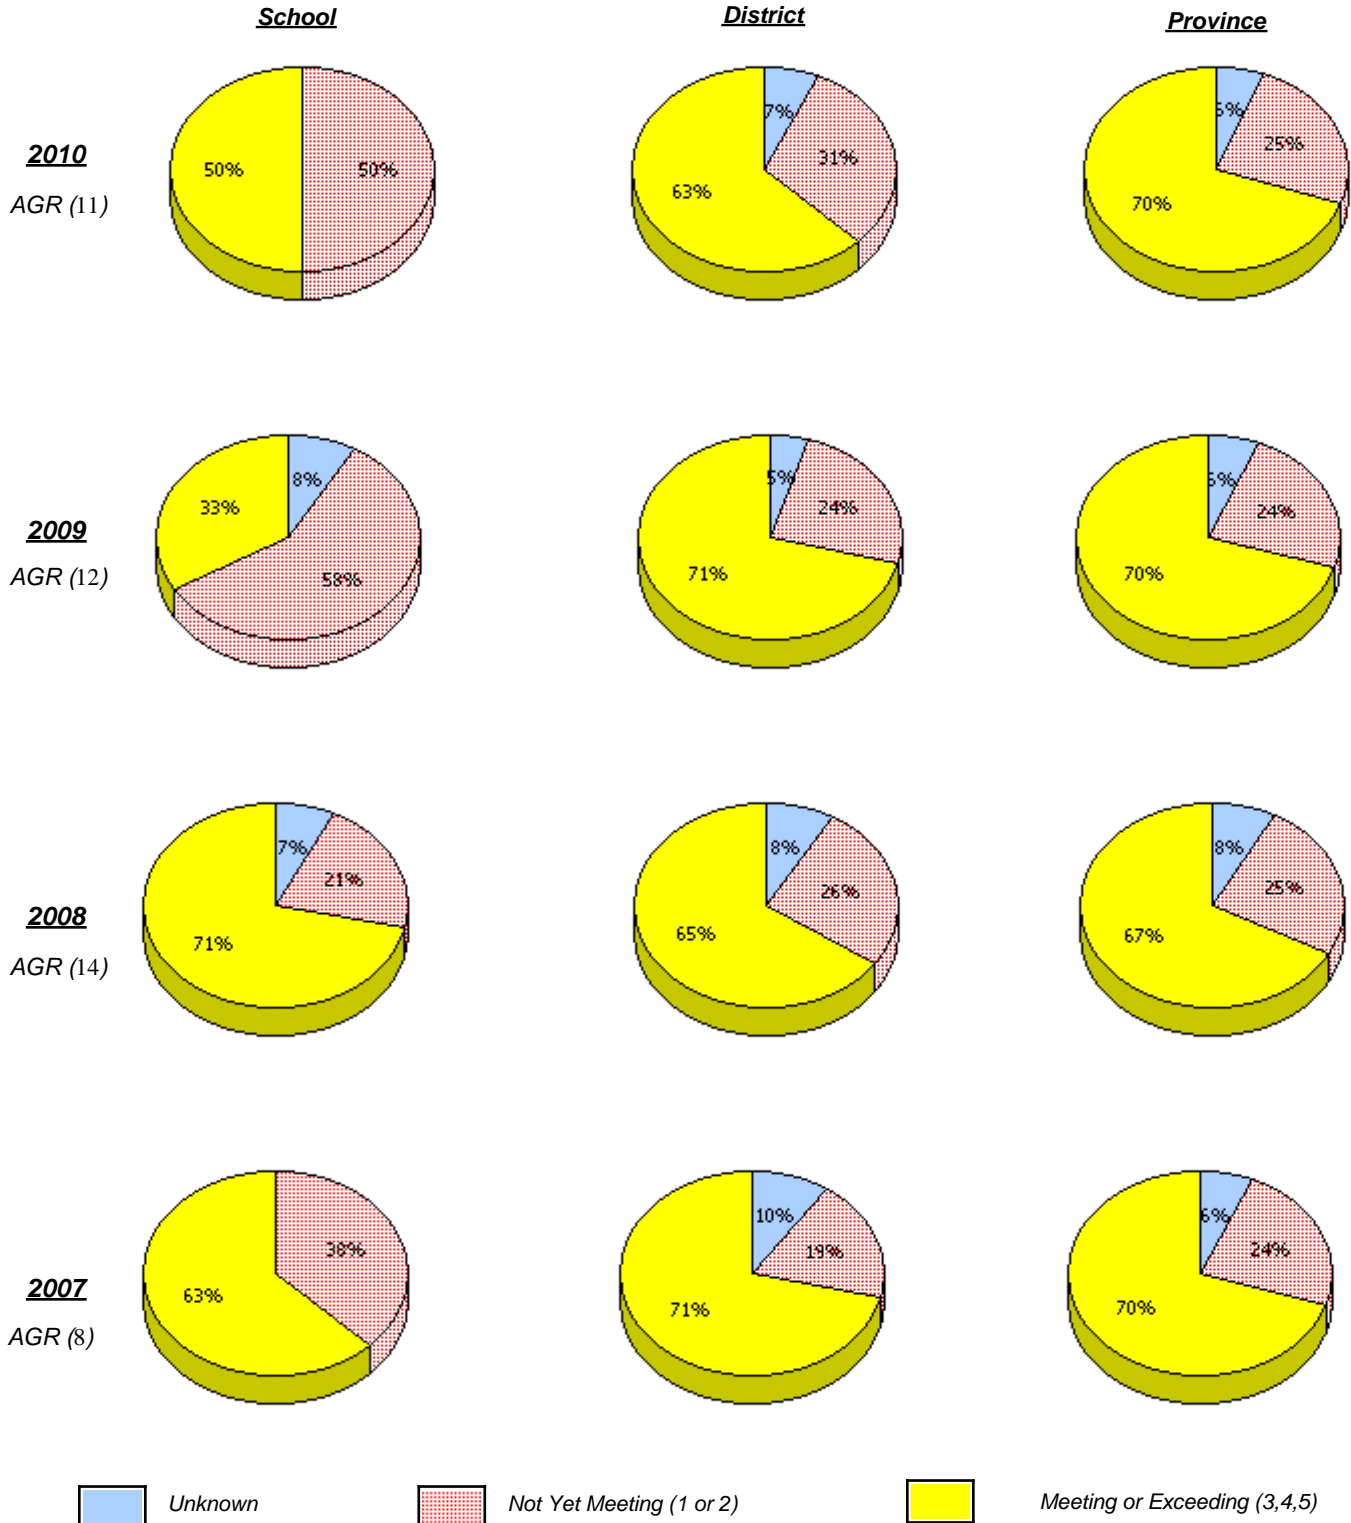 School District Province
2010
AGR (11)
50% 50%
7% 31% 63%
25% 70%
2009
AGR (12)
33% 8% 58%
5% 24% 71%
24% 70%
2008
AGR (14)
7% 21% 71%
8% 26% 65%
8% 25% 67%
2007
AGR (8)
38% 63%
10% 19% 71%
6% 24% 70%
Unknown Not Yet Meeting (1 or 2) Meeting or Exceeding (3,4,5)